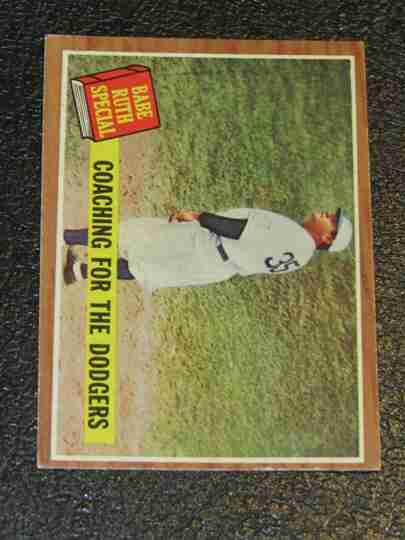 BABE
RUTH
SPECIAL
COACHING FOR THE DODGERS
35